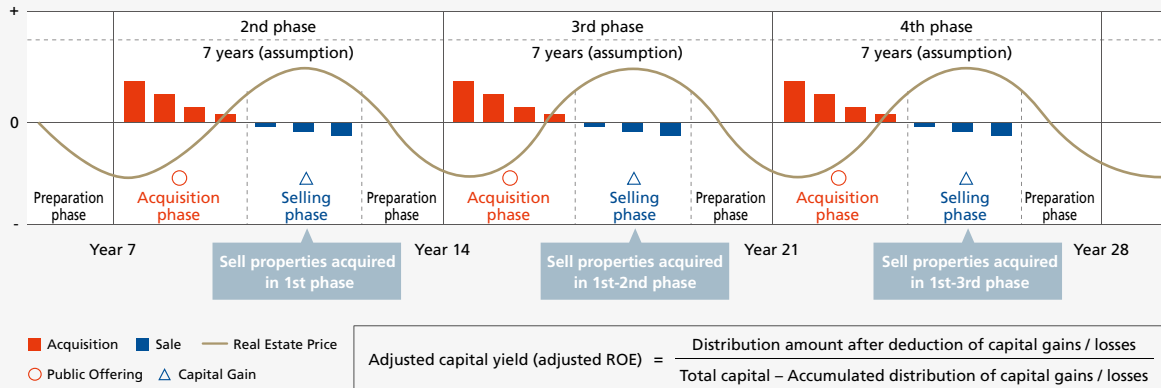 +
2nd phase
3rd phase
4th phase
7 years (assumption)
7 years (assumption)
7 years (assumption)
0
Preparation
phase
Acquisition
phase
Selling
phase
Preparation
phase
Acquisition
phase
Selling
phase
Preparation
phase
Acquisition
phase
Selling
phase
Preparation
phase
-
Year 7
Year 14
Year 21
Year 28
Sell properties acquired
in 1st phase
Sell properties acquired
in 1st-2nd phase
Sell properties acquired
in 1st-3rd phase
Acquisition
Sale
Real Estate Price
Public Offering
Capital Gain
Adjusted capital yield (adjusted ROE) =
Distribution amount after deduction of capital gains / losses
Total capital – Accumulated distribution of capital gains / losses